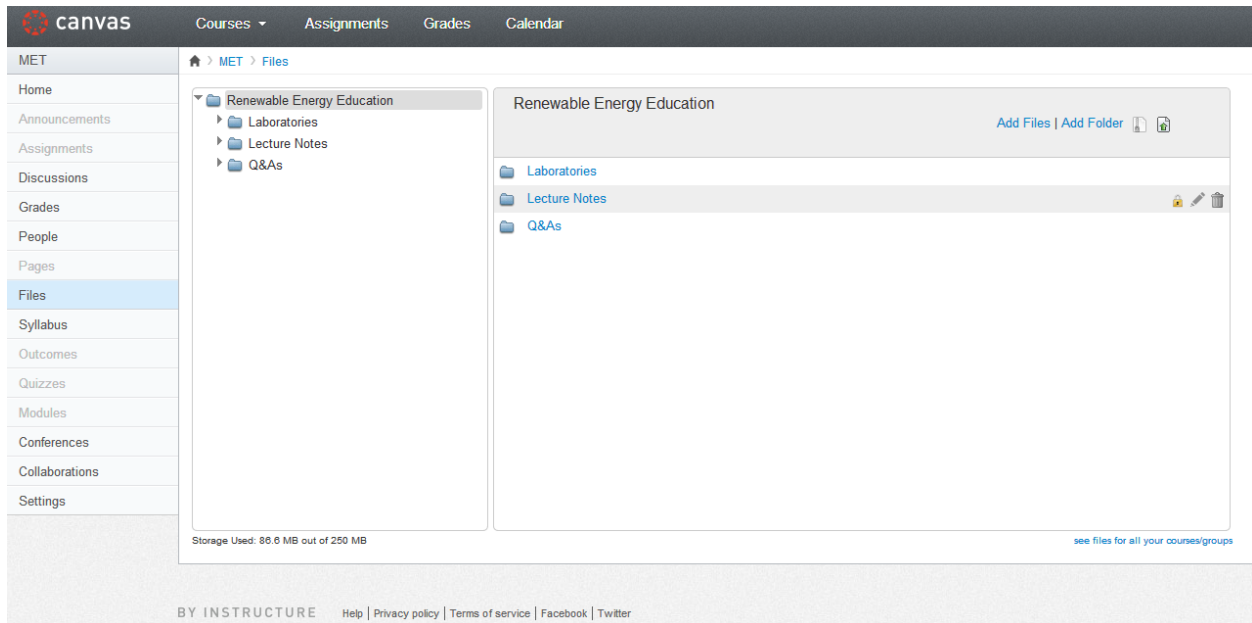 canvas Courses Assignments Grades Calendar
MET
Home
Announcements
Assignments
Discussions
Grades
People
Pages
Files
Syllabus
Outcomes
Quizzes
Modules
Conferences
Collaborations
Settings
MET Files
Renewable Energy Education
Laboratories
Lecture Notes
Q&As
Renewable Energy Education
Add Files | Add Folder
Laboratories
Lecture Notes
Q&As
Storage Used: 86.6 MB out of 250 MB
see files for all your courses/groups
BY INSTRUCTURE Help | Privacy policy | Terms of service | Facebook | Twitter